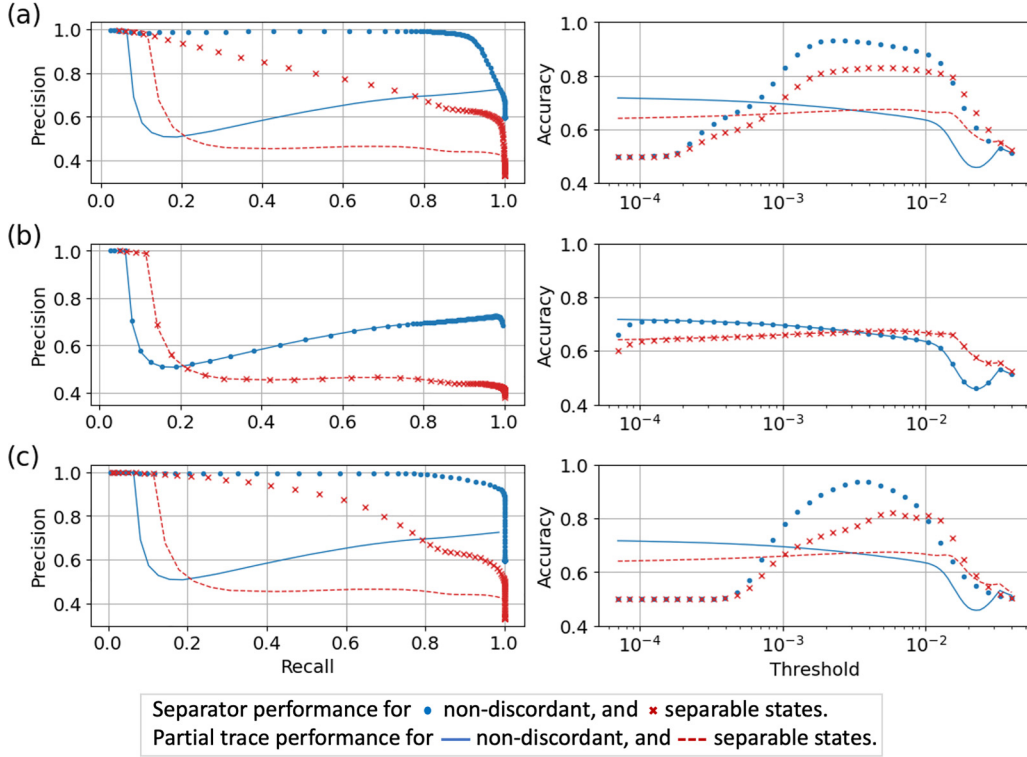 (a)
1.0
0.8
0.6
0.4
Precision
0.0 0.2 0.4 0.6 0.8 1.0
1.0
0.8
0.6
0.4
Accuracy
10⁻⁴ 10⁻³ 10⁻²
(b)
1.0
0.8
0.6
0.4
Precision
0.0 0.2 0.4 0.6 0.8 1.0
1.0
0.8
0.6
0.4
Accuracy
10⁻⁴ 10⁻³ 10⁻²
(c)
1.0
0.8
0.6
0.4
Precision
0.0 0.2 0.4 0.6 0.8 1.0
Recall
1.0
0.8
0.6
0.4
Accuracy
10⁻⁴ 10⁻³ 10⁻²
Threshold
Separator performance for non-discordant, and separable states.
Partial trace performance for non-discordant, and separable states.